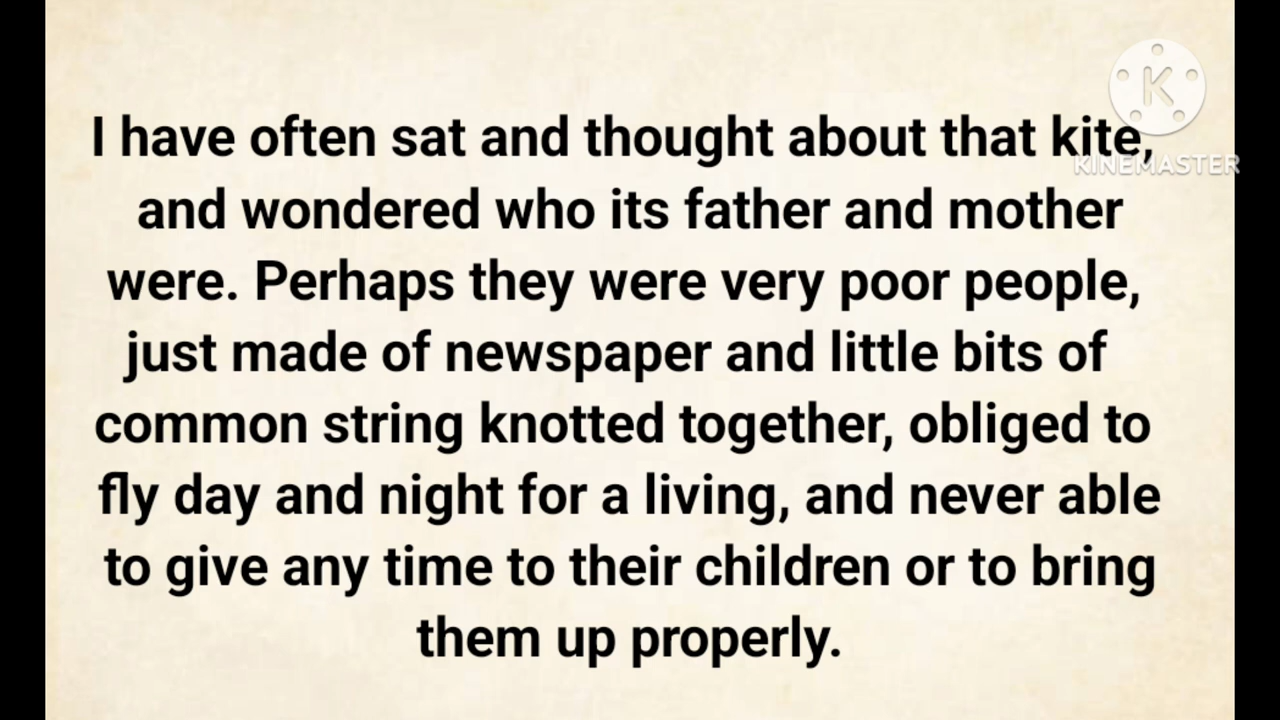 I have often sat and thought about that kite,
KINEMASTER
and wondered who its father and mother
were. Perhaps they were very poor people,
just made of newspaper and little bits of
common string knotted together, obliged to
fly day and night for a living, and never able
to give any time to their children or to bring
them up properly.